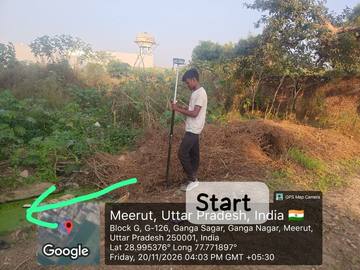 GPS Map Camera
Start
Meerut, Uttar Pradesh, India
Block G, G-126, Ganga Sagar, Ganga Nagar, Meerut,
Uttar Pradesh 250001, India
Lat 28.995376° Long 77.771897°
Friday, 20/11/2026 04:03 PM GMT +05:30
Google